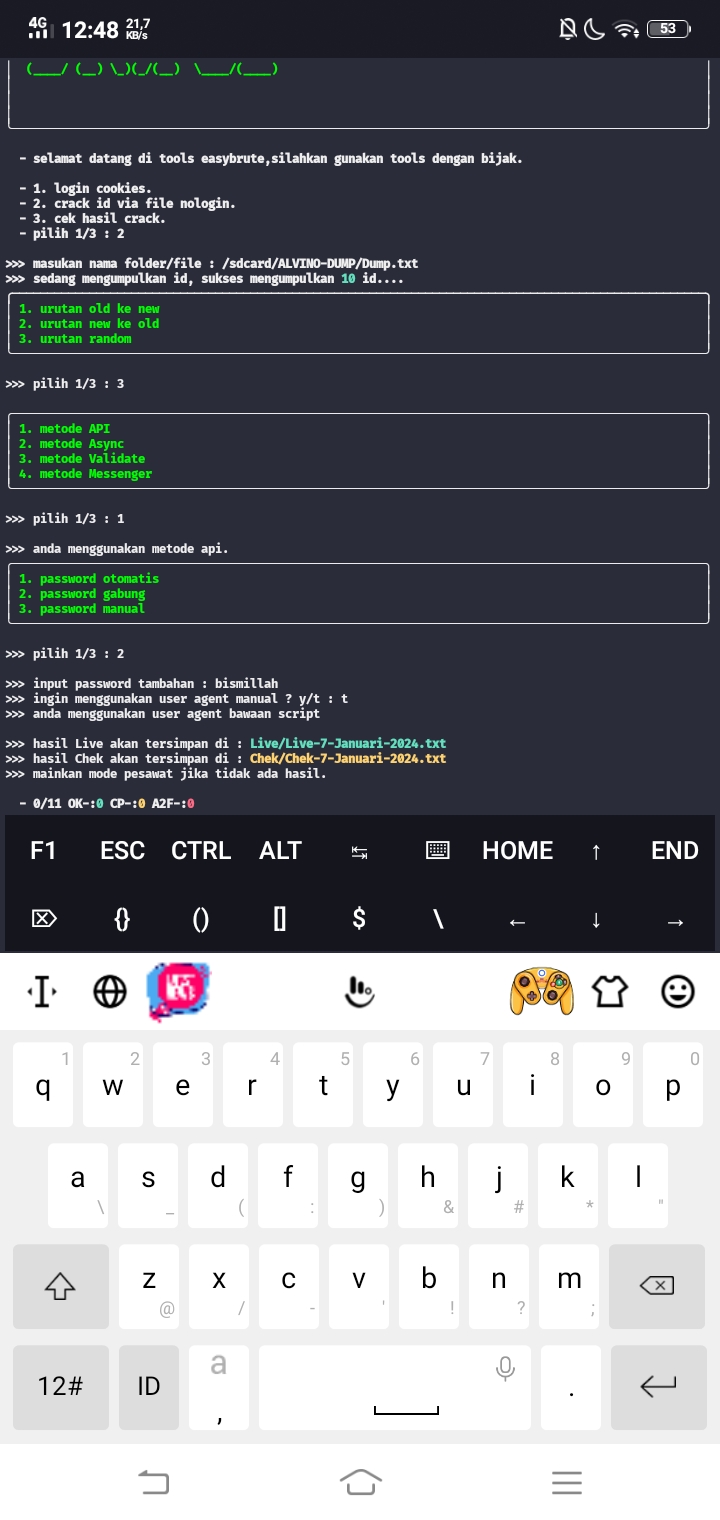 4G 12:48 21,7 KB/s 53
- selamat datang di tools easybrute,silahkan gunakan tools dengan bijak.
- 1. login cookies.
- 2. crack id via file nologin.
- 3. cek hasil crack.
- pilih 1/3 : 2
>>> masukan nama folder/file : /sdcard/ALVINO-DUMP/Dump.txt
>>> sedang mengumpulkan id, sukses mengumpulkan 10 id....
1. urutan old ke new
2. urutan new ke old
3. urutan random
>>> pilih 1/3 : 3
1. metode API
2. metode Async
3. metode Validate
4. metode Messenger
>>> pilih 1/3 : 1
>>> anda menggunakan metode api.
1. password otomatis
2. password gabung
3. password manual
>>> pilih 1/3 : 2
>>> input password tambahan : bismillah
>>> ingin menggunakan user agent manual ? y/t : t
>>> anda menggunakan user agent bawaan script
>>> hasil Live akan tersimpan di : Live/Live-7-Januari-2024.txt
>>> hasil Chek akan tersimpan di : Chek/Chek-7-Januari-2024.txt
>>> mainkan mode pesawat jika tidak ada hasil.
- 0/11 OK-:0 CP-:0 A2F-:0
F1 ESC CTRL ALT ↹ HOME ↑ END
{} () [] $ \ ← ↓ →
1 2 3 4 5 6 7 8 9 0
q w e r t y u i o p
a s d f g h j k l
\ _ ( : ) & # * "
z x c v b n m
@ / - ' ! ? ;
12# ID a , .